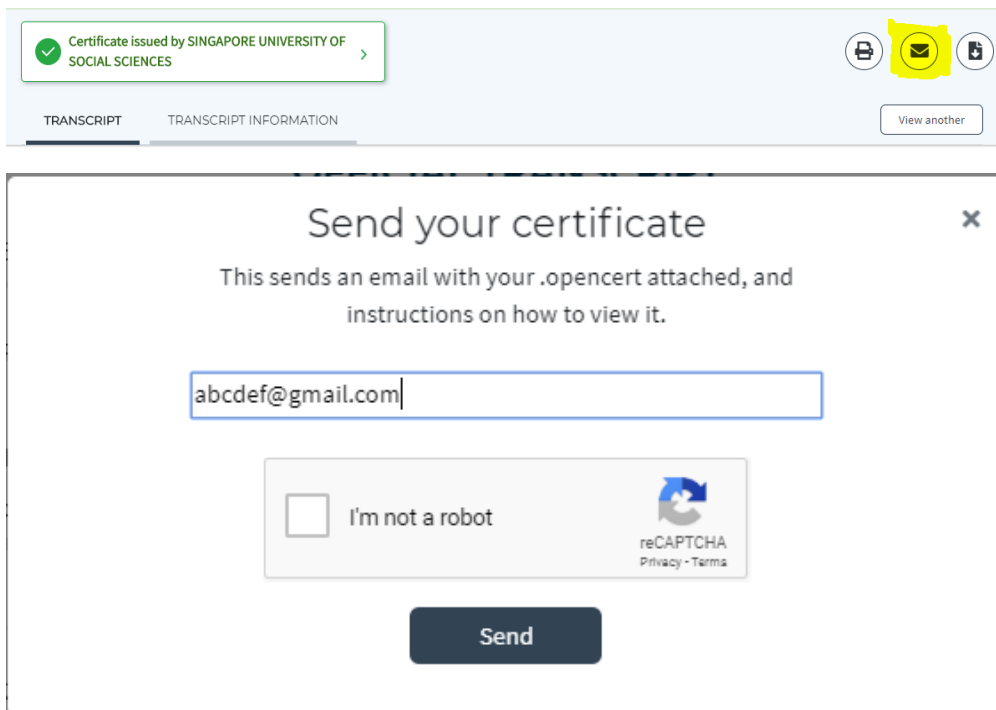 Certificate issued by SINGAPORE UNIVERSITY OF
SOCIAL SCIENCES
TRANSCRIPT
TRANSCRIPT INFORMATION
View another
OFFICIAL TRANSCRIPT
Send your certificate
This sends an email with your .opencert attached, and
instructions on how to view it.
abcdef@gmail.com
I'm not a robot
reCAPTCHA
Privacy - Terms
Send